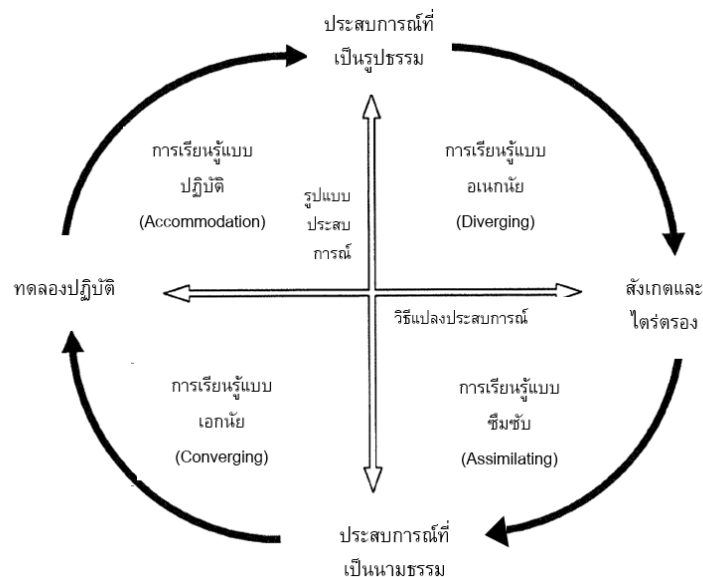 ประสบการณ์ที่
เป็นรูปธรรม
การเรียนรู้แบบ
ปฏิบัติ
(Accommodation)
รูปแบบ
ประสบ
การณ์
การเรียนรู้แบบ
อเนกนัย
(Diverging)
ทดลองปฏิบัติ
สังเกตและ
ไตร่ตรอง
วิธีแปลงประสบการณ์
การเรียนรู้แบบ
เอกนัย
(Converging)
การเรียนรู้แบบ
ซึมซับ
(Assimilating)
ประสบการณ์ที่
เป็นนามธรรม